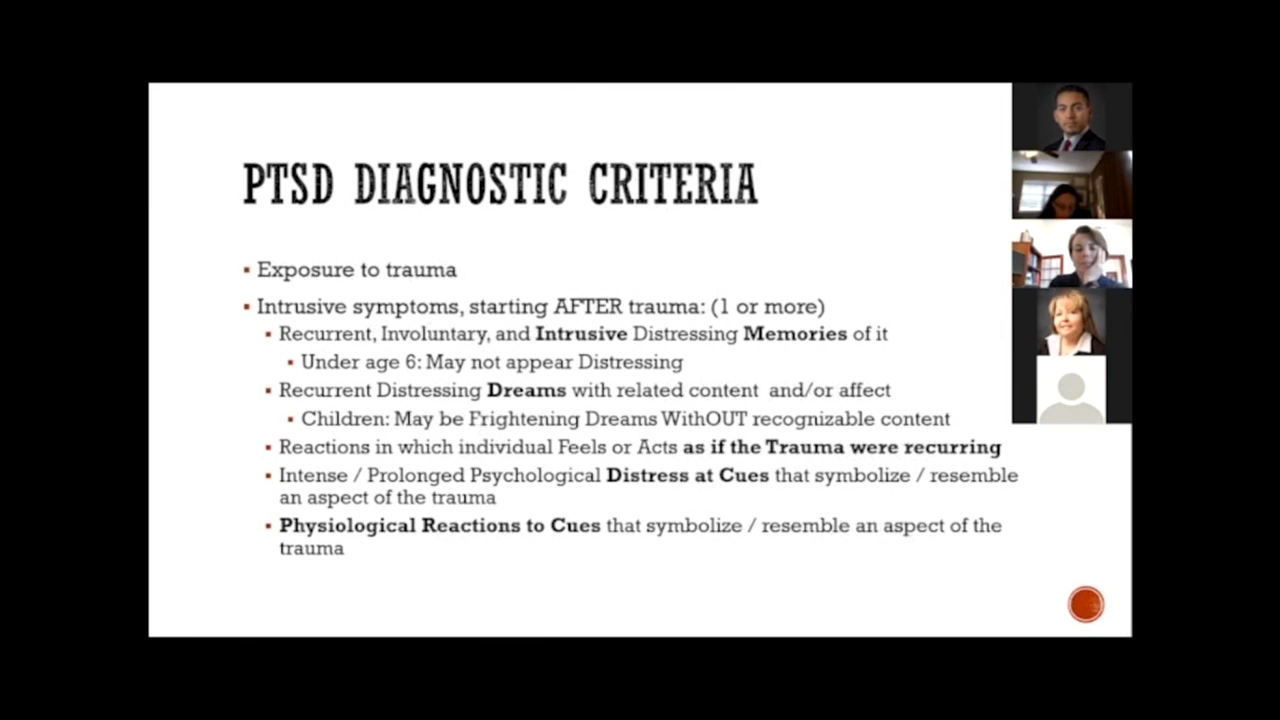 PTSD DIAGNOSTIC CRITERIA
▪ Exposure to trauma
▪ Intrusive symptoms, starting AFTER trauma: (1 or more)
▪ Recurrent, Involuntary, and Intrusive Distressing Memories of it
▪ Under age 6: May not appear Distressing
▪ Recurrent Distressing Dreams with related content and/or affect
▪ Children: May be Frightening Dreams WithOUT recognizable content
▪ Reactions in which individual Feels or Acts as if the Trauma were recurring
▪ Intense / Prolonged Psychological Distress at Cues that symbolize / resemble
an aspect of the trauma
▪ Physiological Reactions to Cues that symbolize / resemble an aspect of the
trauma